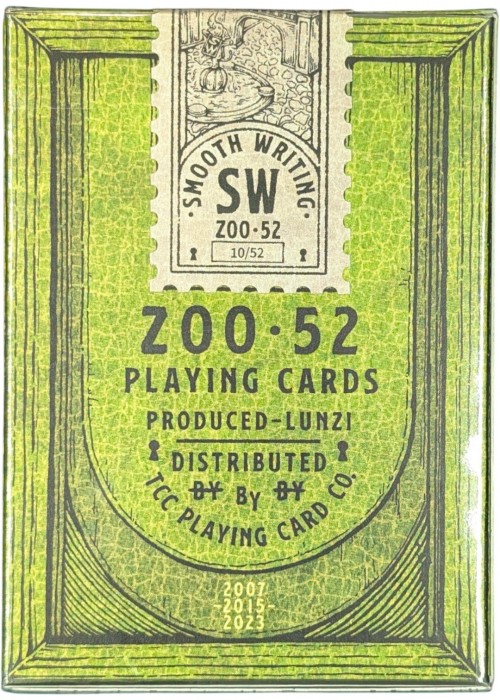 SMOOTH WRITING
SW
ZOO·52
10/52
ZOO·52
PLAYING CARDS
PRODUCED-LUNZI
DISTRIBUTED
BY By BY
TCC PLAYING CARD CO.
2007
-2015-
2023